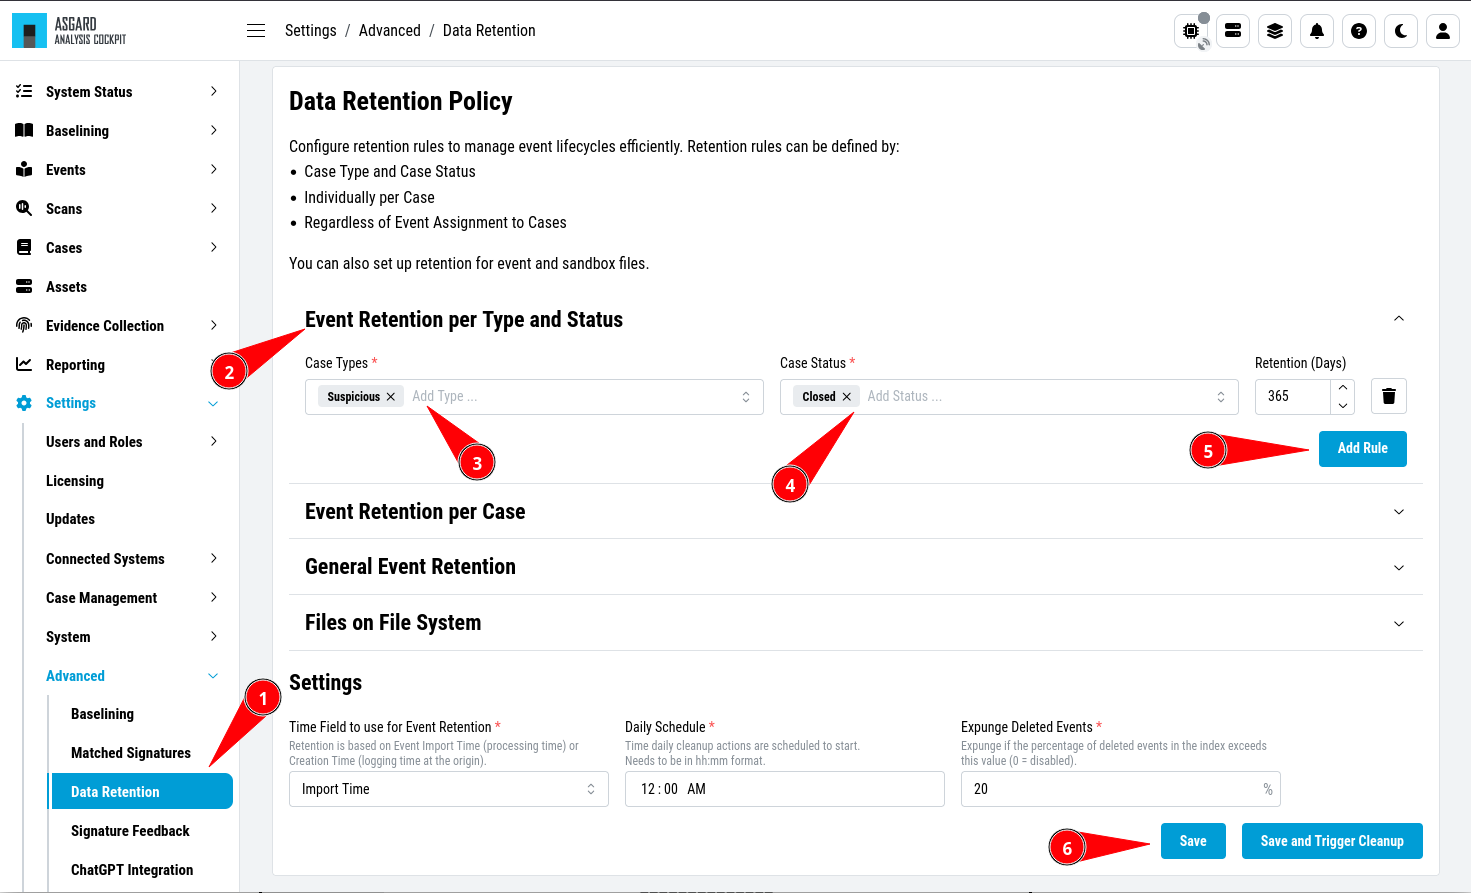 ASGARD
ANALYSIS COCKPIT
Settings / Advanced / Data Retention
System Status
Baselining
Events
Scans
Cases
Assets
Evidence Collection
Reporting
Settings
Users and Roles
Licensing
Updates
Connected Systems
Case Management
System
Advanced
Baselining
Matched Signatures
Data Retention
Signature Feedback
ChatGPT Integration
1
Data Retention Policy
Configure retention rules to manage event lifecycles efficiently. Retention rules can be defined by:
• Case Type and Case Status
• Individually per Case
• Regardless of Event Assignment to Cases
You can also set up retention for event and sandbox files.
Event Retention per Type and Status
2
Case Types * Case Status * Retention (Days)
Suspicious × Add Type ... Closed × Add Status ... 365
3
4
5
Add Rule
Event Retention per Case
General Event Retention
Files on File System
Settings
Time Field to use for Event Retention *
Retention is based on Event Import Time (processing time) or
Creation Time (logging time at the origin).
Import Time
Daily Schedule *
Time daily cleanup actions are scheduled to start.
Needs to be in hh:mm format.
12 : 00 AM
Expunge Deleted Events *
Expunge if the percentage of deleted events in the index exceeds
this value (0 = disabled).
20 %
6
Save Save and Trigger Cleanup